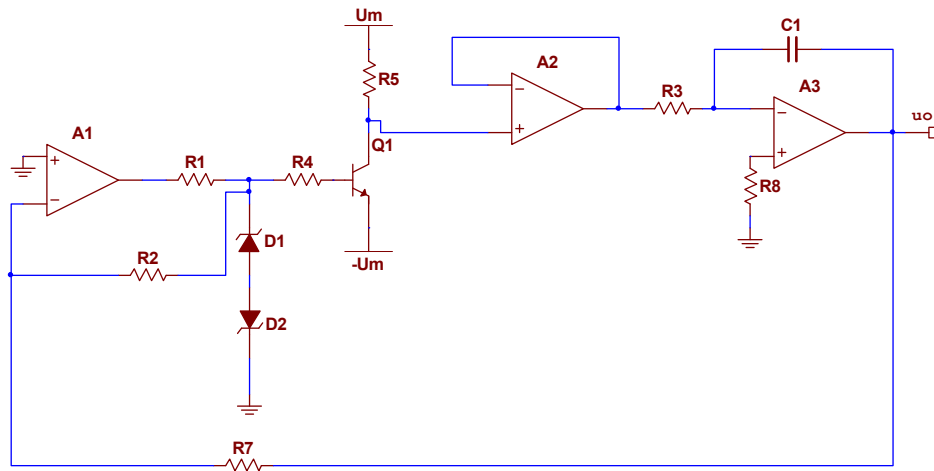 Um
C1
R5
A2
R3
A3
uo
A1
Q1
R1
R4
R8
D1
R2
-Um
D2
R7
+
−
−
+
−
+